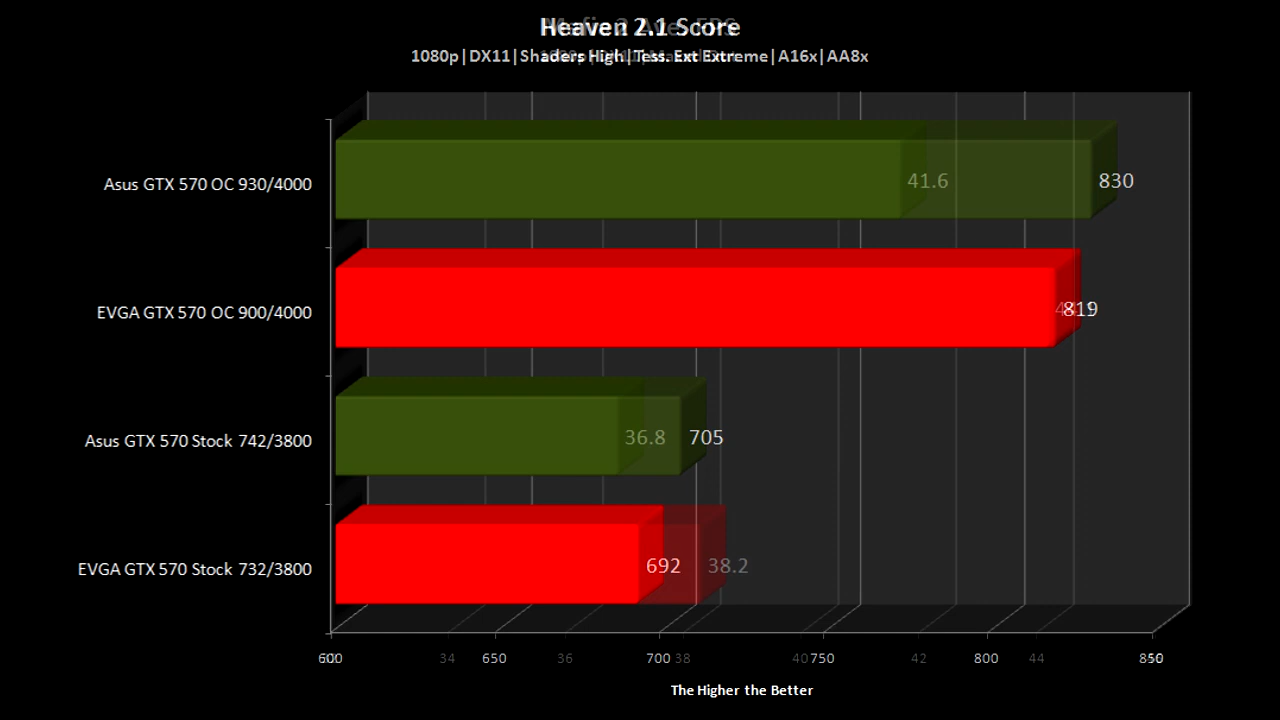 Heaven 2.1 Score
1080p|DX11|Shaders High|Tess. Ext Extreme|A16x|AA8x
Asus GTX 570 OC 930/4000
41.6
830
EVGA GTX 570 OC 900/4000
819
Asus GTX 570 Stock 742/3800
36.8
705
EVGA GTX 570 Stock 732/3800
692
38.2
600 34 650 36 700 38 40 750 42 800 44 850
The Higher the Better